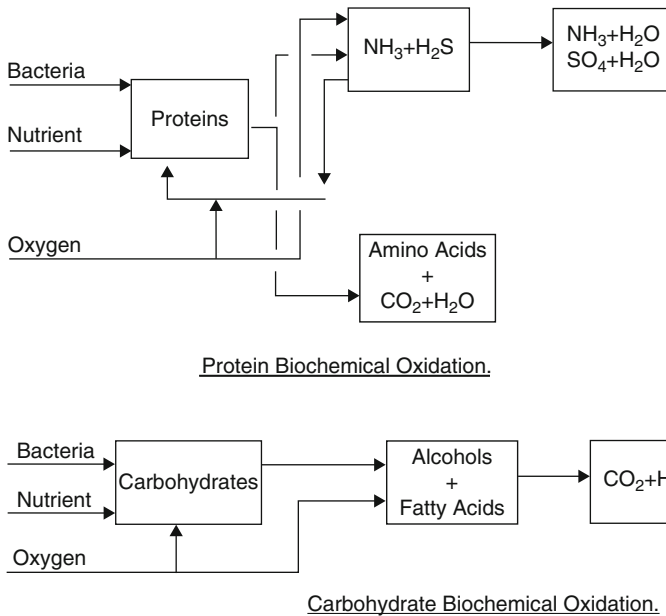 NH₃+H₂S
NH₃+H₂O
SO₄+H₂O
Bacteria
Proteins
Nutrient
Oxygen
Amino Acids
+
CO₂+H₂O
Protein Biochemical Oxidation.
Bacteria
Carbohydrates
Nutrient
Oxygen
Alcohols
+
Fatty Acids
CO₂+H
Carbohydrate Biochemical Oxidation.